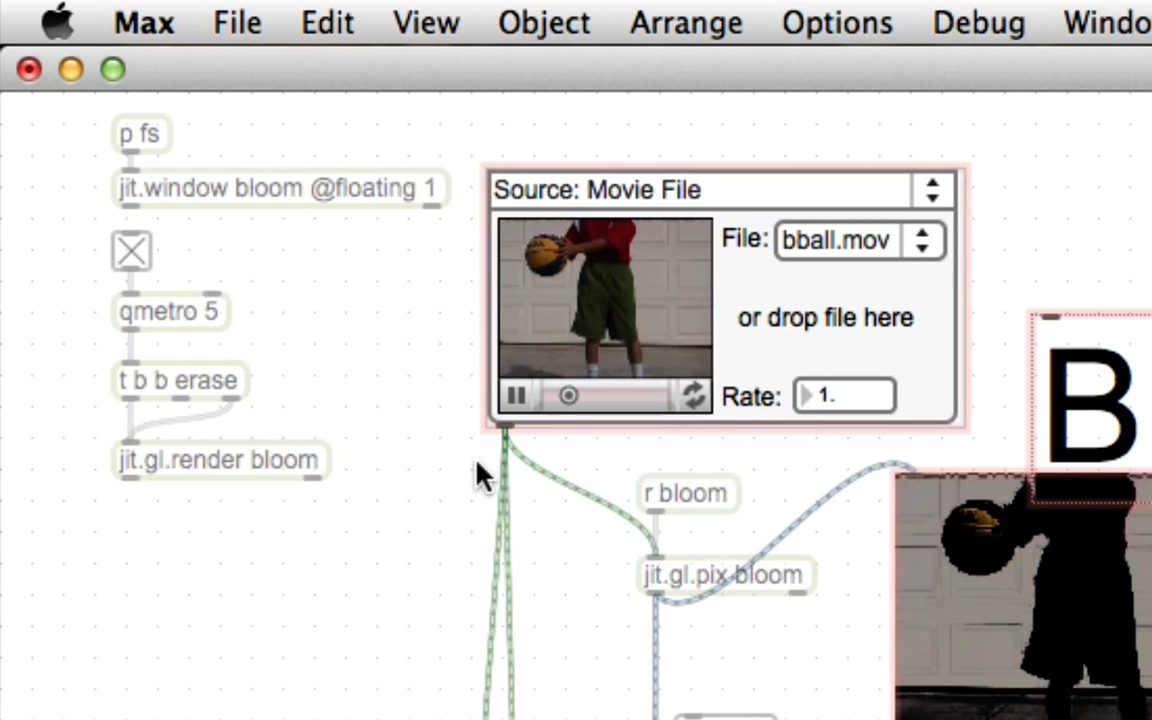 Max File Edit View Object Arrange Options Debug
p fs
jit.window bloom @floating 1
Source: Movie File
File: bball.mov
qmetro 5
or drop file here
t b b erase
Rate: 1.
B
jit.gl.render bloom
r bloom
jit.gl.pix bloom